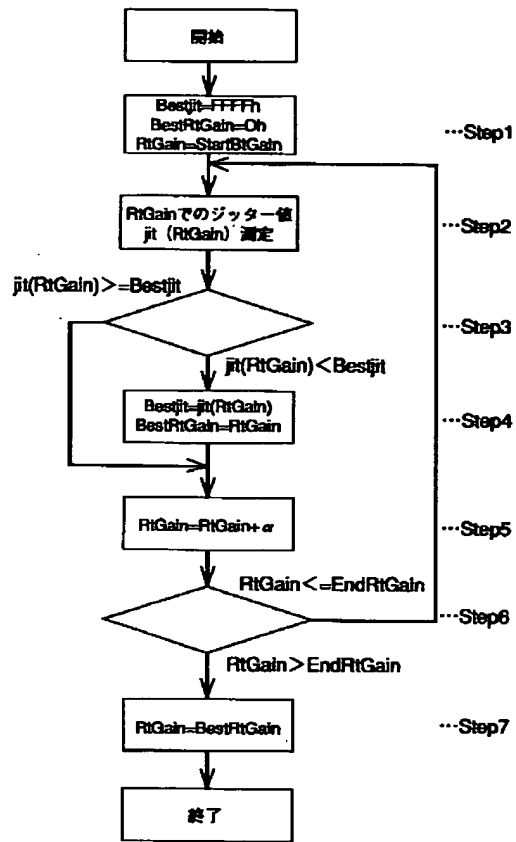 開始
Bestjit=FFFFh
BestRtGain=0h
RtGain=StartRtGain
…Step1
RtGainでのジッター値
jit (RtGain) 測定
…Step2
jit(RtGain)>=Bestjit
…Step3
jit(RtGain)<Bestjit
Bestjit=jit(RtGain)
BestRtGain=RtGain
…Step4
RtGain=RtGain+α
…Step5
RtGain<=EndRtGain
…Step6
RtGain>EndRtGain
RtGain=BestRtGain
…Step7
終了